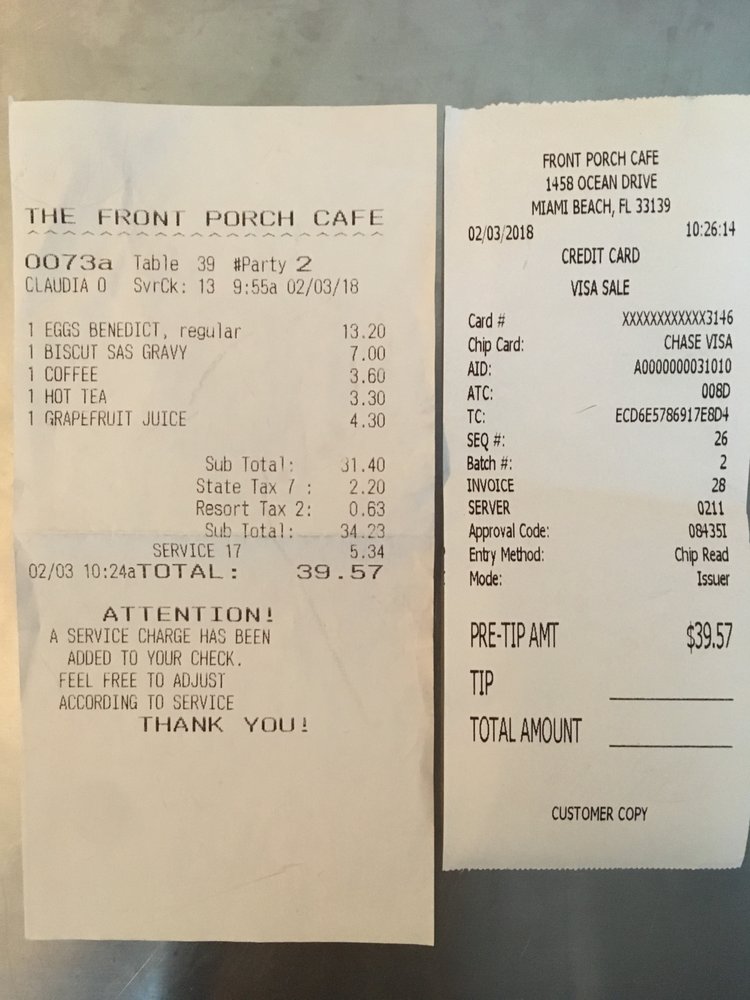 THE FRONT PORCH CAFE
0073a Table 39 #Party 2
CLAUDIA O SvrCk: 13 9:55a 02/03/18
1 EGGS BENEDICT, regular 13.20
1 BISCUT SAS GRAVY 7.00
1 COFFEE 3.60
1 HOT TEA 3.30
1 GRAPEFRUIT JUICE 4.30
Sub Total: 31.40
State Tax 7 : 2.20
Resort Tax 2: 0.63
Sub Total: 34.23
SERVICE 17 5.34
02/03 10:24a TOTAL: 39.57
ATTENTION!
A SERVICE CHARGE HAS BEEN
ADDED TO YOUR CHECK.
FEEL FREE TO ADJUST
ACCORDING TO SERVICE
THANK YOU!
FRONT PORCH CAFE
1458 OCEAN DRIVE
MIAMI BEACH, FL 33139
02/03/2018 10:26:14
CREDIT CARD
VISA SALE
Card # XXXXXXXXXXXX3146
Chip Card: CHASE VISA
AID: A0000000031010
ATC: 008D
TC: ECD6E5786917E8D4
SEQ #: 26
Batch #: 2
INVOICE 28
SERVER 0211
Approval Code: 08435I
Entry Method: Chip Read
Mode: Issuer
PRE-TIP AMT $39.57
TIP
TOTAL AMOUNT
CUSTOMER COPY